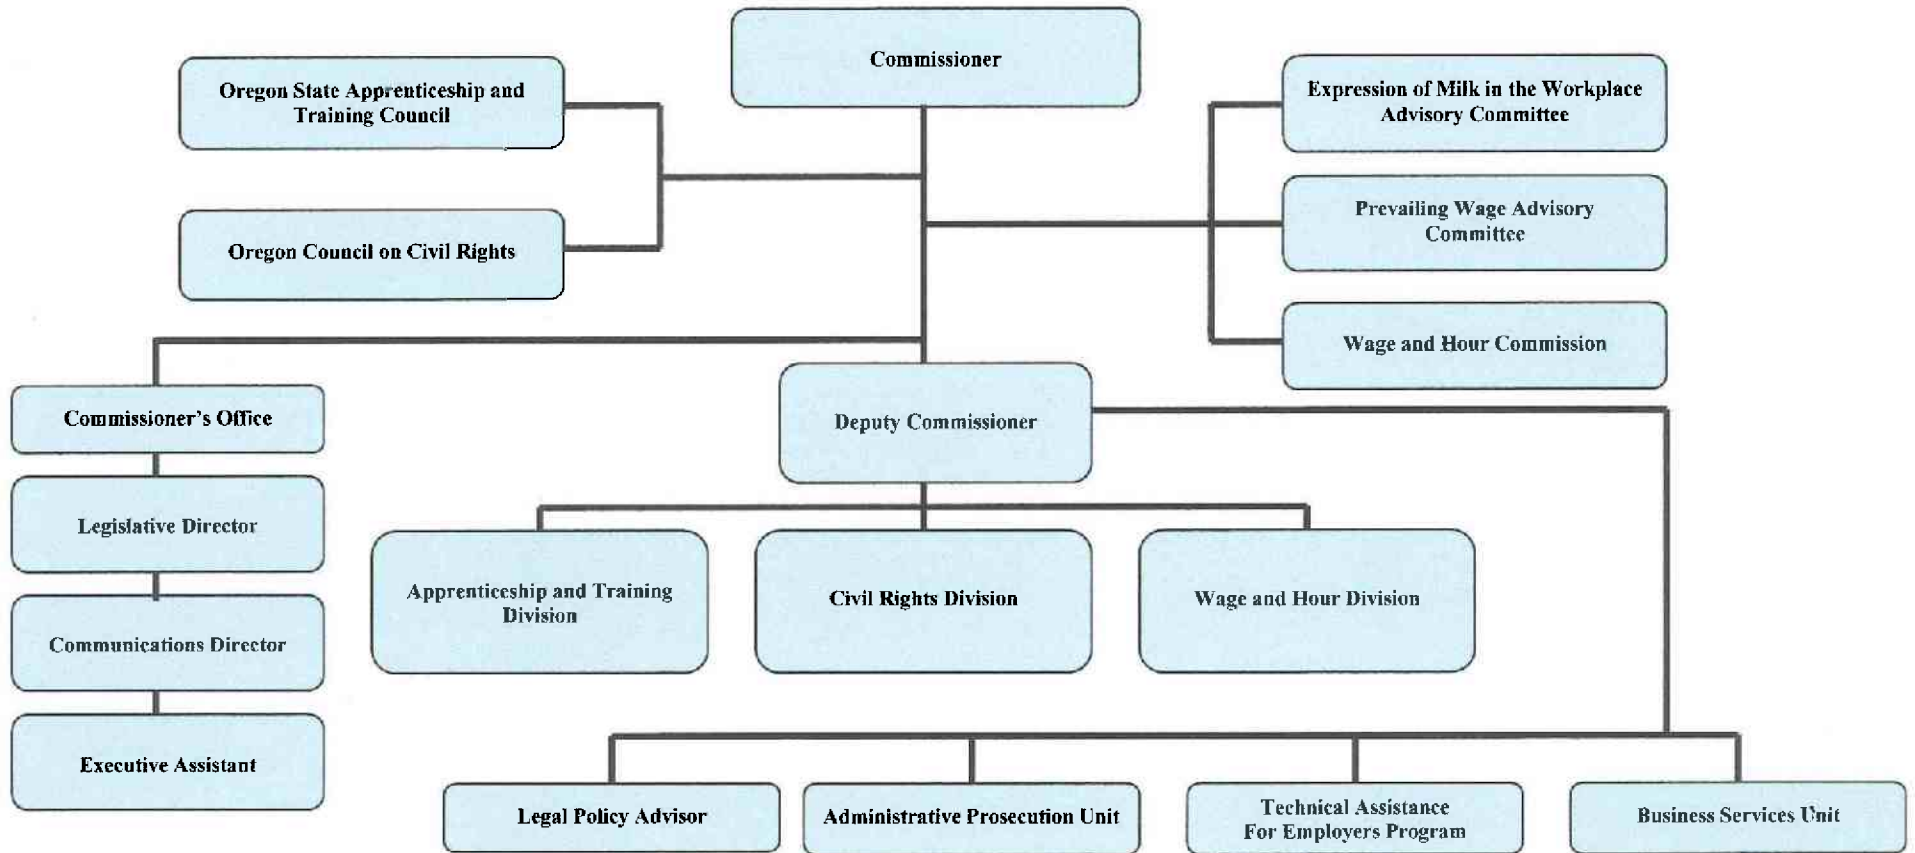 Commissioner
Oregon State Apprenticeship and
Training Council
Expression of Milk in the Workplace
Advisory Committee
Oregon Council on Civil Rights
Prevailing Wage Advisory
Committee
Wage and Hour Commission
Commissioner's Office
Deputy Commissioner
Legislative Director
Communications Director
Executive Assistant
Apprenticeship and Training
Division
Civil Rights Division
Wage and Hour Division
Legal Policy Advisor
Administrative Prosecution Unit
Technical Assistance
For Employers Program
Business Services Unit